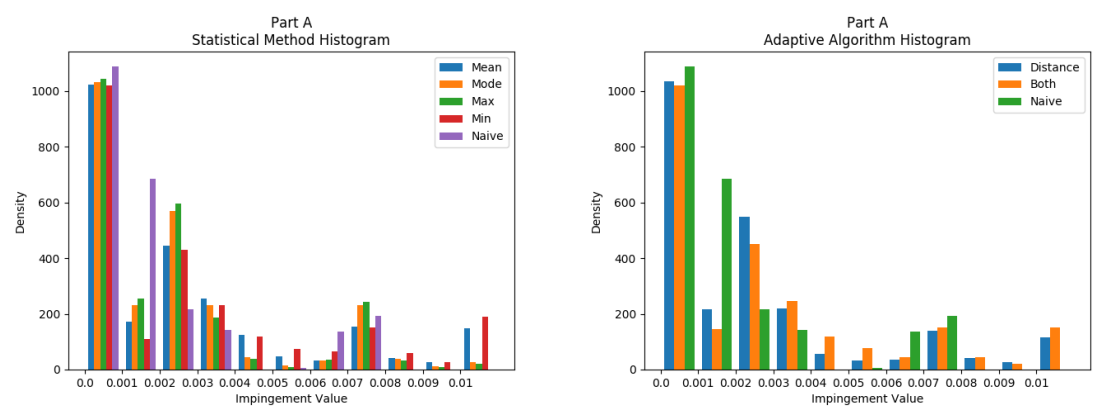 Part A
Statistical Method Histogram
Density
1000
800
600
400
200
0
0.0 0.001 0.002 0.003 0.004 0.005 0.006 0.007 0.008 0.009 0.01
Impingement Value
Mean
Mode
Max
Min
Naive
Part A
Adaptive Algorithm Histogram
Density
1000
800
600
400
200
0
0.0 0.001 0.002 0.003 0.004 0.005 0.006 0.007 0.008 0.009 0.01
Impingement Value
Distance
Both
Naive